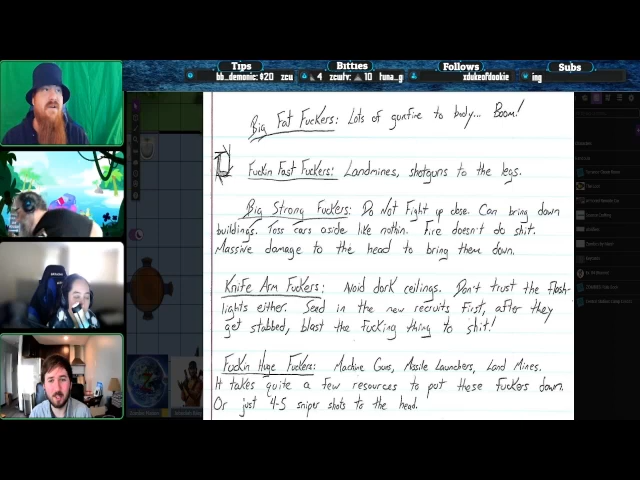 Tips
Bitties
Follows
Subs
bb_demonic: $20 zcu
4 zcutv: 10 tuna_g
xdukeofdookie
ing
Big Fat Fuckers: Lots of gunfire to body... Boom!
Fuckin Fast Fuckers: Landmines, shotguns to the legs.
Big Strong Fuckers: Do Not Fight up close. Can bring down
buildings. Toss cars aside like nothin. Fire doesn't do shit.
Massive damage to the head to bring them down.
Knife Arm Fuckers: Noid dark ceilings. Don't trust the flash-
lights either. Send in the new recruits first, after they
get stabbed, blast the fucking thing to shit!
Fuckin Huge Fuckers: Machine Guns, Missile Launchers, Land Mines.
It takes quite a few resources to put these fuckers down.
Or just 4-5 sniper shots to the head.